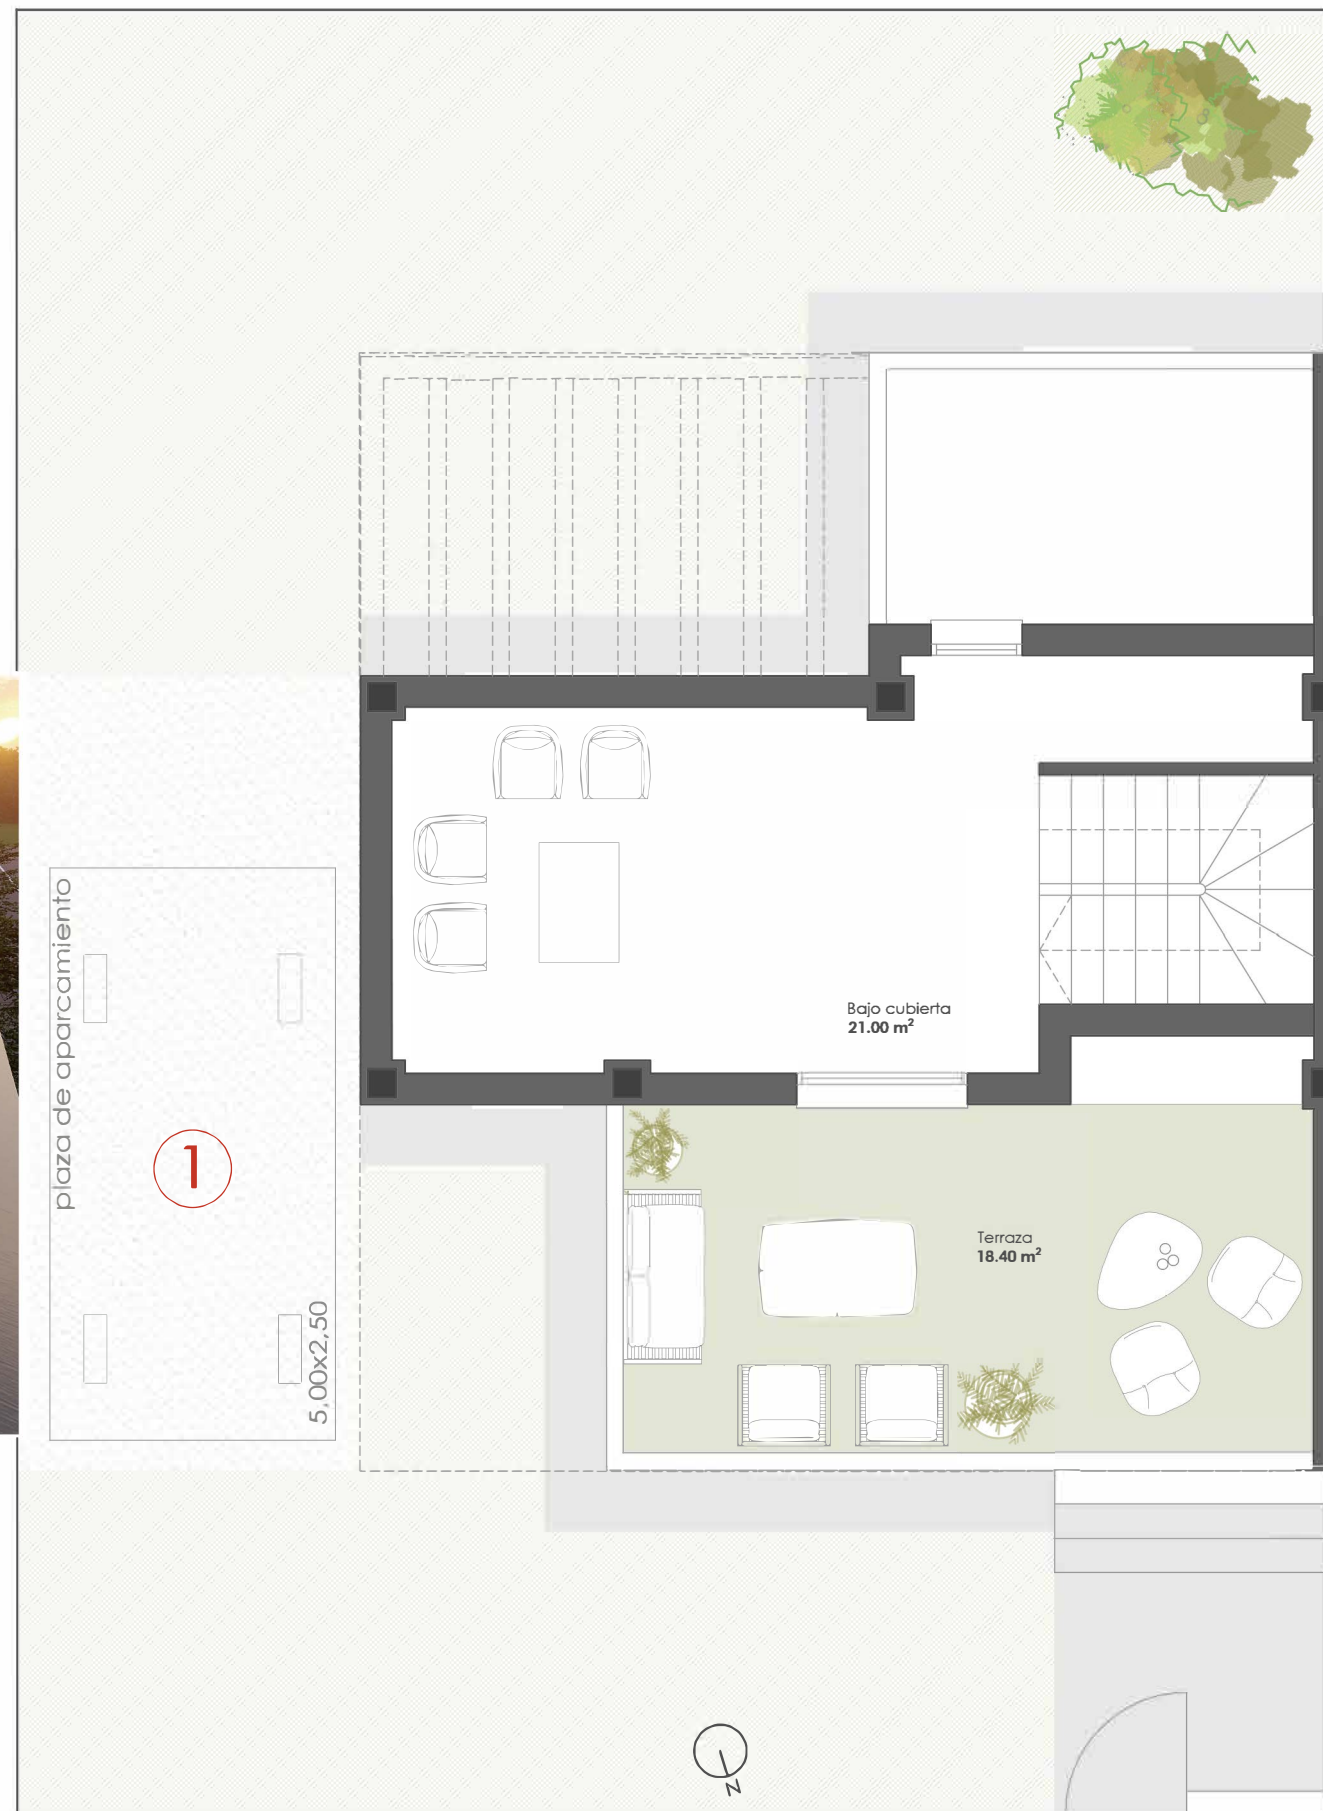 plaza de aparcamiento
1
5,00x2,50
Bajo cubierta
21.00 m²
Terraza
18.40 m²
N